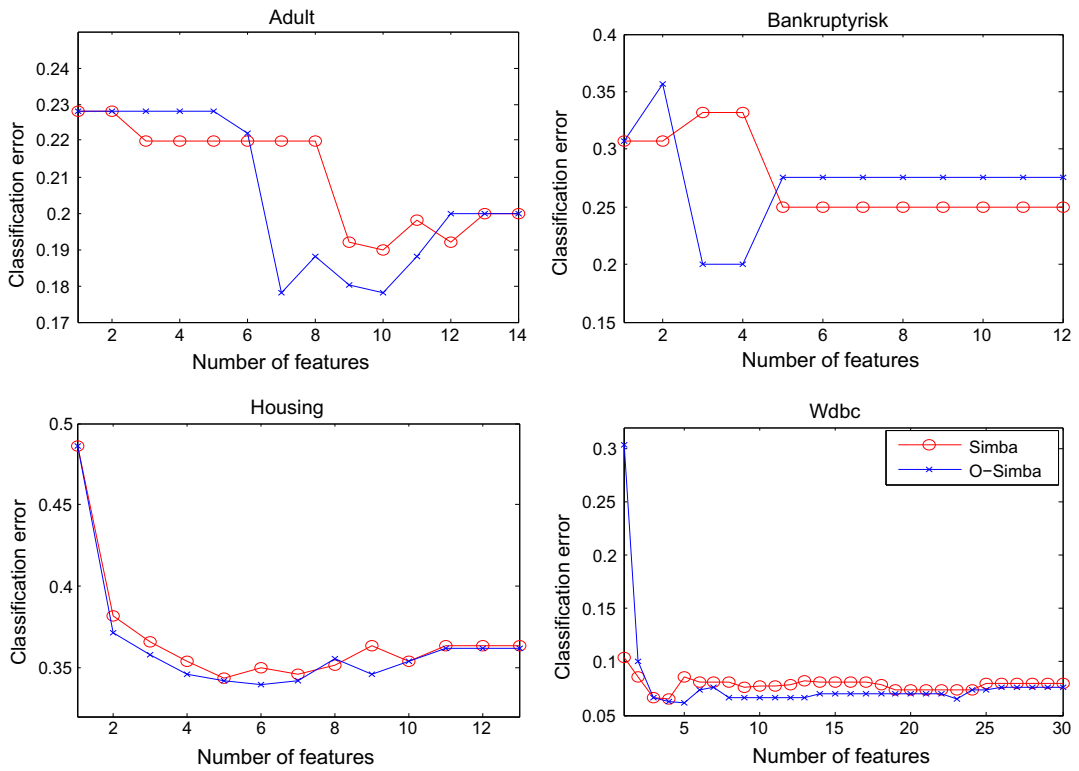 Adult
Classification error
0.24
0.23
0.22
0.21
0.2
0.19
0.18
0.17
2 4 6 8 10 12 14
Number of features
Bankruptyrisk
Classification error
0.4
0.35
0.3
0.25
0.2
0.15
2 4 6 8 10 12
Number of features
Housing
Classification error
0.5
0.45
0.4
0.35
2 4 6 8 10 12
Number of features
Wdbc
Classification error
0.3
0.25
0.2
0.15
0.1
0.05
5 10 15 20 25 30
Number of features
Simba
O−Simba